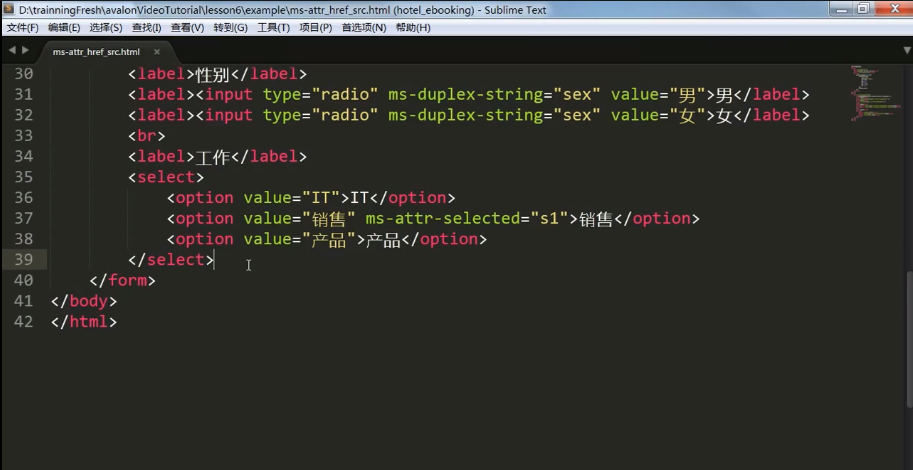 D:\trainningFresh\avalonVideoTutorial\lesson6\example\ms-attr_href_src.html (hotel_ebooking) - Sublime Text
文件(F) 编辑(E) 选择(S) 查找(I) 查看(V) 转到(G) 工具(T) 项目(P) 首选项(N) 帮助(H)
ms-attr_href_src.html ×
30 <label>性别</label>
31 <label><input type="radio" ms-duplex-string="sex" value="男">男</label>
32 <label><input type="radio" ms-duplex-string="sex" value="女">女</label>
33 <br>
34 <label>工作</label>
35 <select>
36 <option value="IT">IT</option>
37 <option value="销售" ms-attr-selected="s1">销售</option>
38 <option value="产品">产品</option>
39 </select>
40 </form>
41 </body>
42 </html>